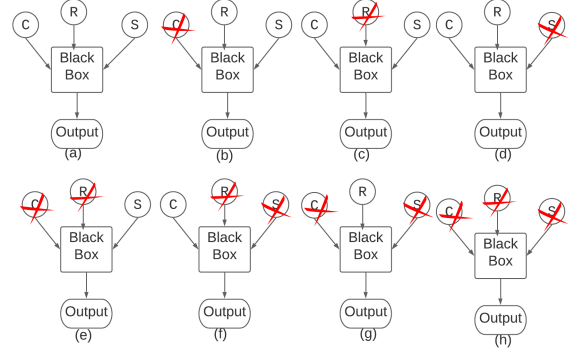 C R S C R S C R S C R S
Black Box Black Box Black Box Black Box
Output Output Output Output
(a) (b) (c) (d)
C R S C R S C R S C R S
Black Box Black Box Black Box Black Box
Output Output Output Output
(e) (f) (g) (h)